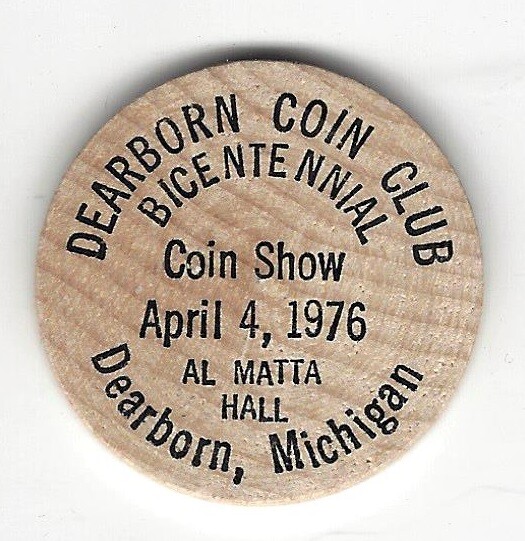 DEARBORN COIN CLUB
BICENTENNIAL
Coin Show
April 4, 1976
AL MATTA
HALL
Dearborn, Michigan